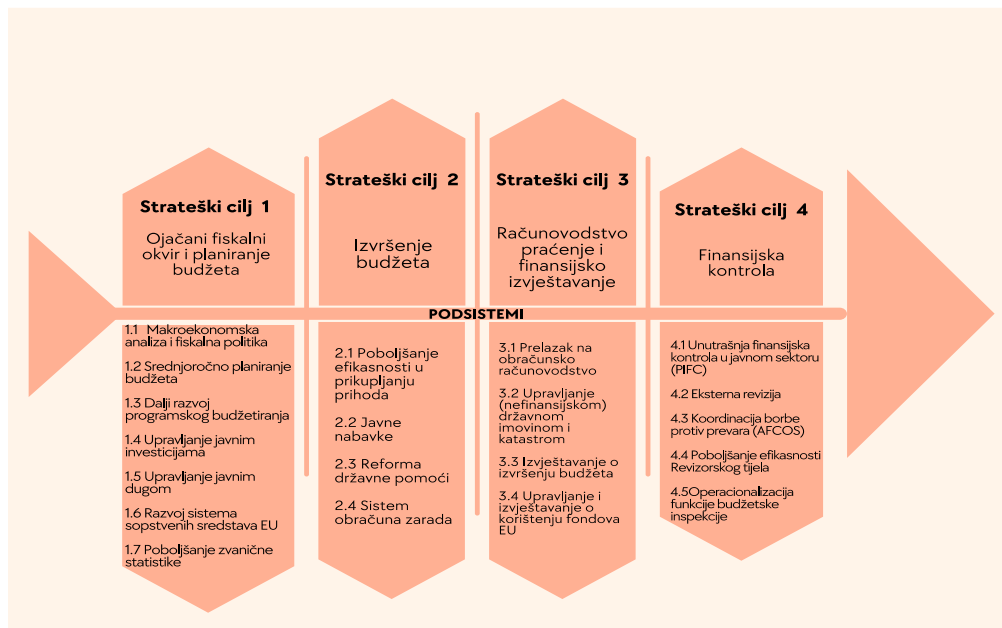 Strateški cilj 1
Ojačani fiskalni
okvir i planiranje
budžeta
Strateški cilj 2
Izvršenje
budžeta
Strateški cilj 3
Računovodstvo
praćenje i
finansijsko
izvještavanje
Strateški cilj 4
Finansijska
kontrola
PODSISTEMI
1.1 Makroekonomska
analiza i fiskalna politika
1.2 Srednjoročno planiranje
budžeta
1.3 Dalji razvoj
programskog budžetiranja
1.4 Upravljanje javnim
investicijama
1.5 Upravljanje javnim
dugom
1.6 Razvoj sistema
sopstvenih sredstava EU
1.7 Poboljšanje zvanične
statistike
2.1 Poboljšanje
efikasnosti u
prikupljanju
prihoda
2.2 Javne
nabavke
2.3 Reforma
državne pomoći
2.4 Sistem
obračuna zarada
3.1 Prelazak na
obračunsko
računovodstvo
3.2 Upravljanje
(nefinansijskom)
državnom
imovinom i
katastrom
3.3 Izvještavanje o
izvršenju budžeta
3.4 Upravljanje i
izvještavanje o
korištenju fondova
EU
4.1 Unutrašnja finansijska
kontrola u javnom sektoru
(PIFC)
4.2 Eksterna revizija
4.3 Koordinacija borbe
protiv prevara (AFCOS)
4.4 Poboljšanje efikasnosti
Revizorskog tijela
4.5Operacionalizacija
funkcije budžetske
inspekcije